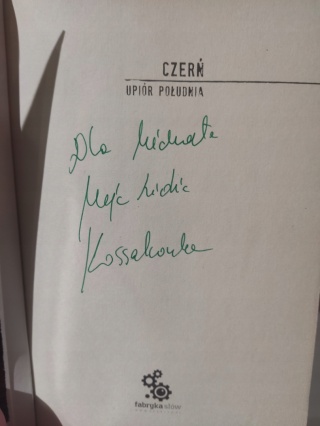 CZERŃ
UPIÓR POŁUDNIA
Dla Michała
Maja Lidia
Kossakowska
fabryka słów